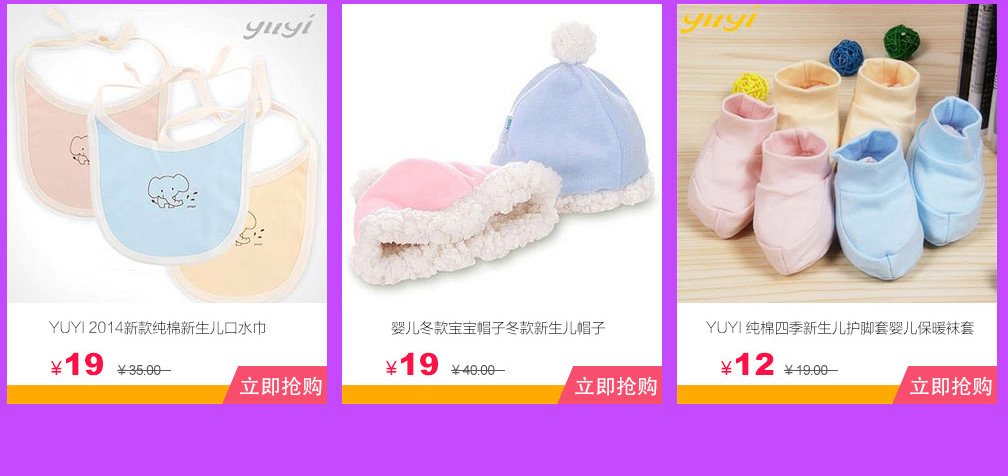 yuyi
YUYI 2014新款纯棉新生儿口水巾
¥19 ¥35.00
立即抢购
婴儿冬款宝宝帽子冬款新生儿帽子
¥19 ¥40.00
立即抢购
yuyi
YUYI 纯棉四季新生儿护脚套婴儿保暖袜套
¥12 ¥19.00
立即抢购